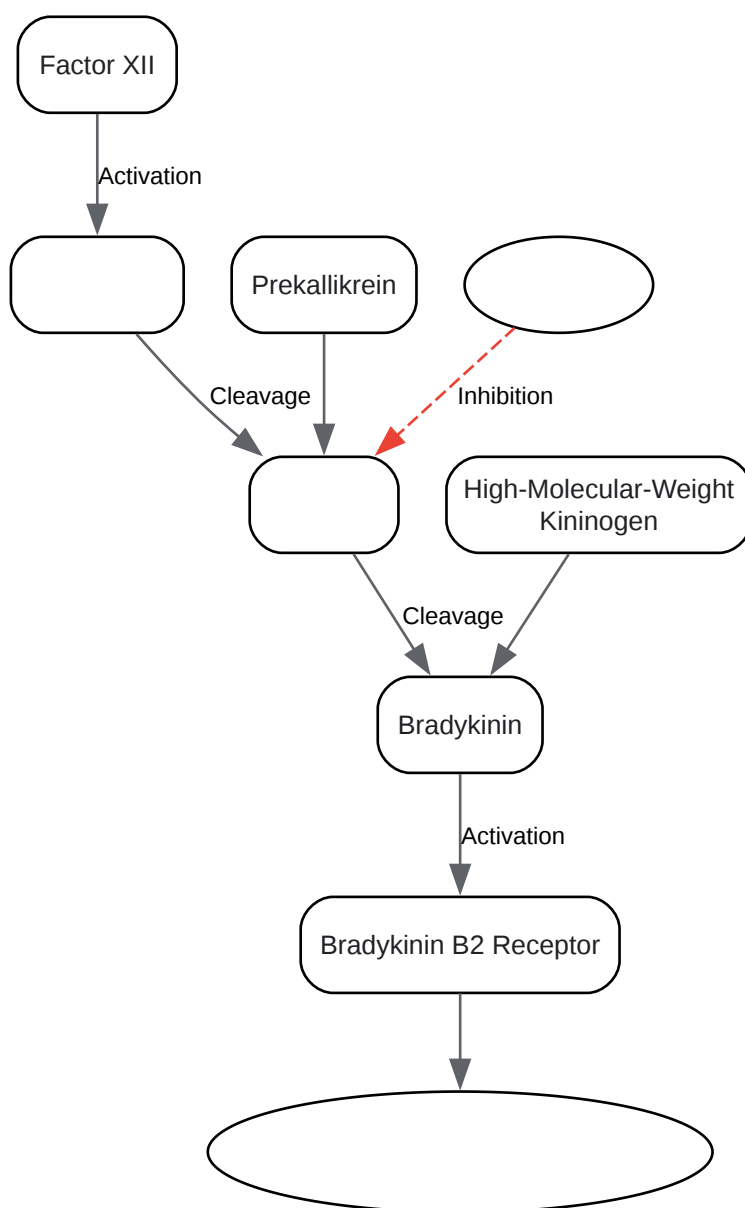 Factor XII
Activation
Prekallikrein
Cleavage
Inhibition
High-Molecular-Weight
Kininogen
Cleavage
Bradykinin
Activation
Bradykinin B2 Receptor